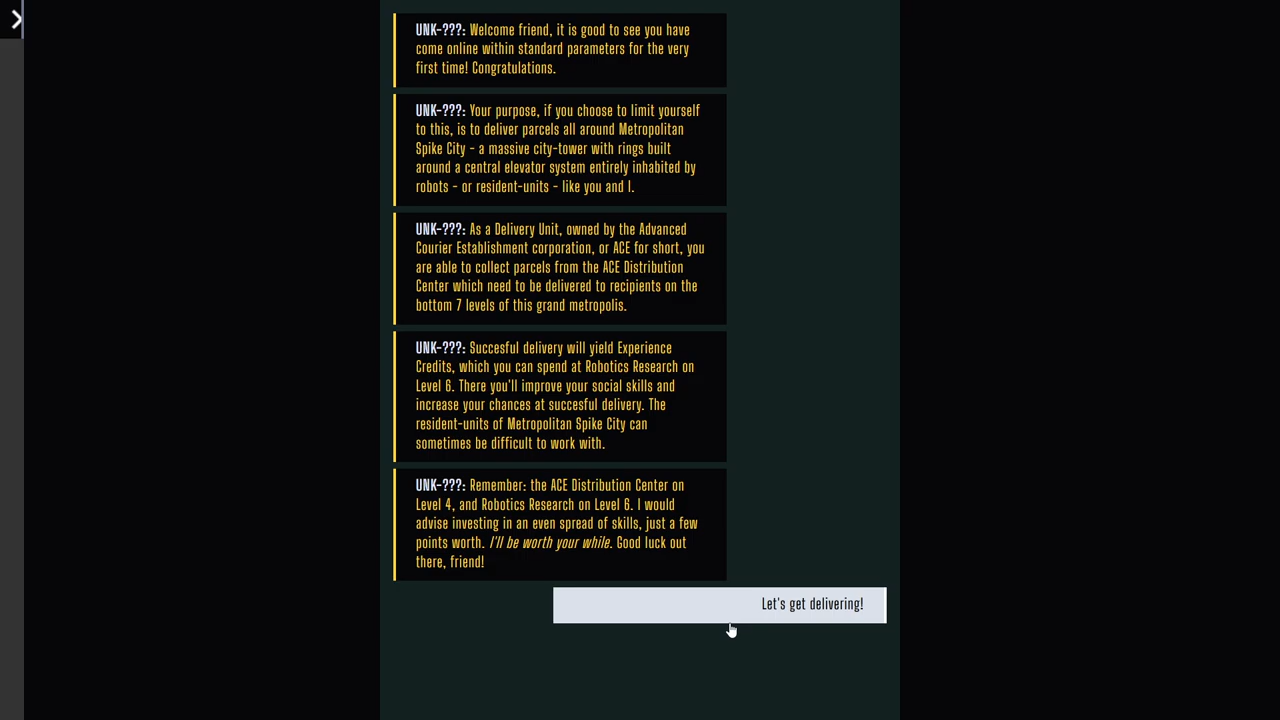 UNK-???: Welcome friend, it is good to see you have
come online within standard parameters for the very
first time! Congratulations.
UNK-???: Your purpose, if you choose to limit yourself
to this, is to deliver parcels all around Metropolitan
Spike City - a massive city-tower with rings built
around a central elevator system entirely inhabited by
robots - or resident-units - like you and I.
UNK-???: As a Delivery Unit, owned by the Advanced
Courier Establishment corporation, or ACE for short, you
are able to collect parcels from the ACE Distribution
Center which need to be delivered to recipients on the
bottom 7 levels of this grand metropolis.
UNK-???: Succesful delivery will yield Experience
Credits, which you can spend at Robotics Research on
Level 6. There you'll improve your social skills and
increase your chances at succesful delivery. The
resident-units of Metropolitan Spike City can
sometimes be difficult to work with.
UNK-???: Remember: the ACE Distribution Center on
Level 4, and Robotics Research on Level 6. I would
advise investing in an even spread of skills, just a few
points worth. I'll be worth your while. Good luck out
there, friend!
Let's get delivering!